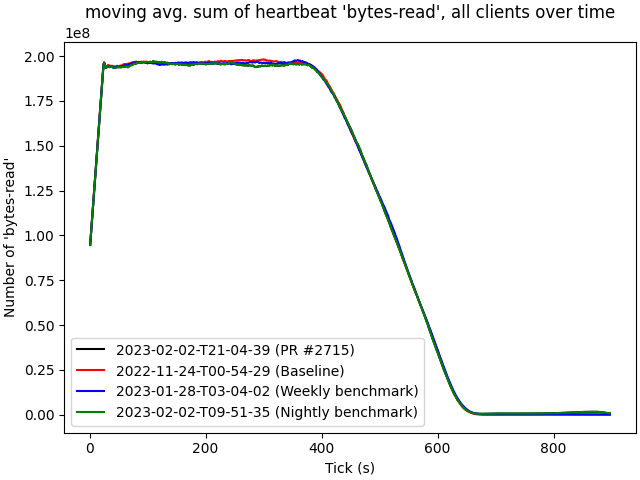 moving avg. sum of heartbeat 'bytes-read', all clients over time
1e8
2.00
1.75
1.50
1.25
1.00
0.75
0.50
0.25
0.00
Number of 'bytes-read'
2023-02-02-T21-04-39 (PR #2715)
2022-11-24-T00-54-29 (Baseline)
2023-01-28-T03-04-02 (Weekly benchmark)
2023-02-02-T09-51-35 (Nightly benchmark)
0 200 400 600 800
Tick (s)